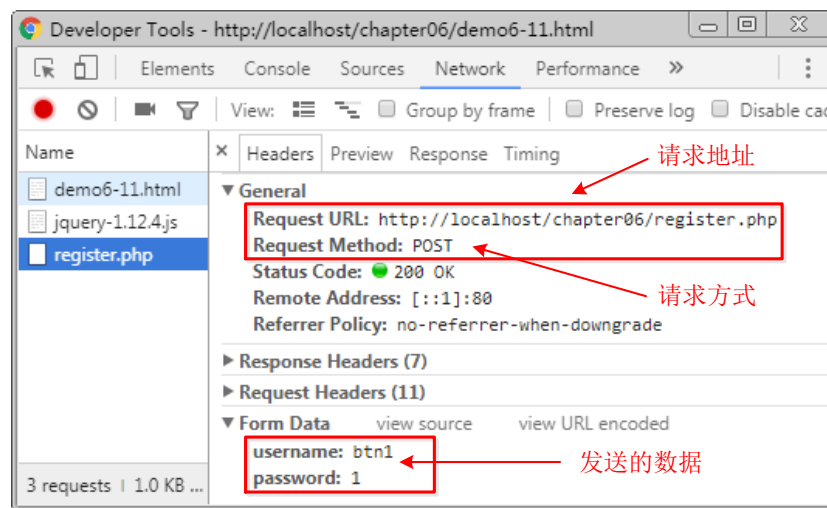 Developer Tools - http://localhost/chapter06/demo6-11.html
Elements Console Sources Network Performance »
View: Group by frame Preserve log Disable cac
Name
× Headers Preview Response Timing
请求地址
demo6-11.html
jquery-1.12.4.js
register.php
▼ General
Request URL: http://localhost/chapter06/register.php
Request Method: POST
Status Code: 200 OK
请求方式
Remote Address: [::1]:80
Referrer Policy: no-referrer-when-downgrade
▶ Response Headers (7)
▶ Request Headers (11)
▼ Form Data view source view URL encoded
username: btn1
发送的数据
password: 1
3 requests | 1.0 KB ...